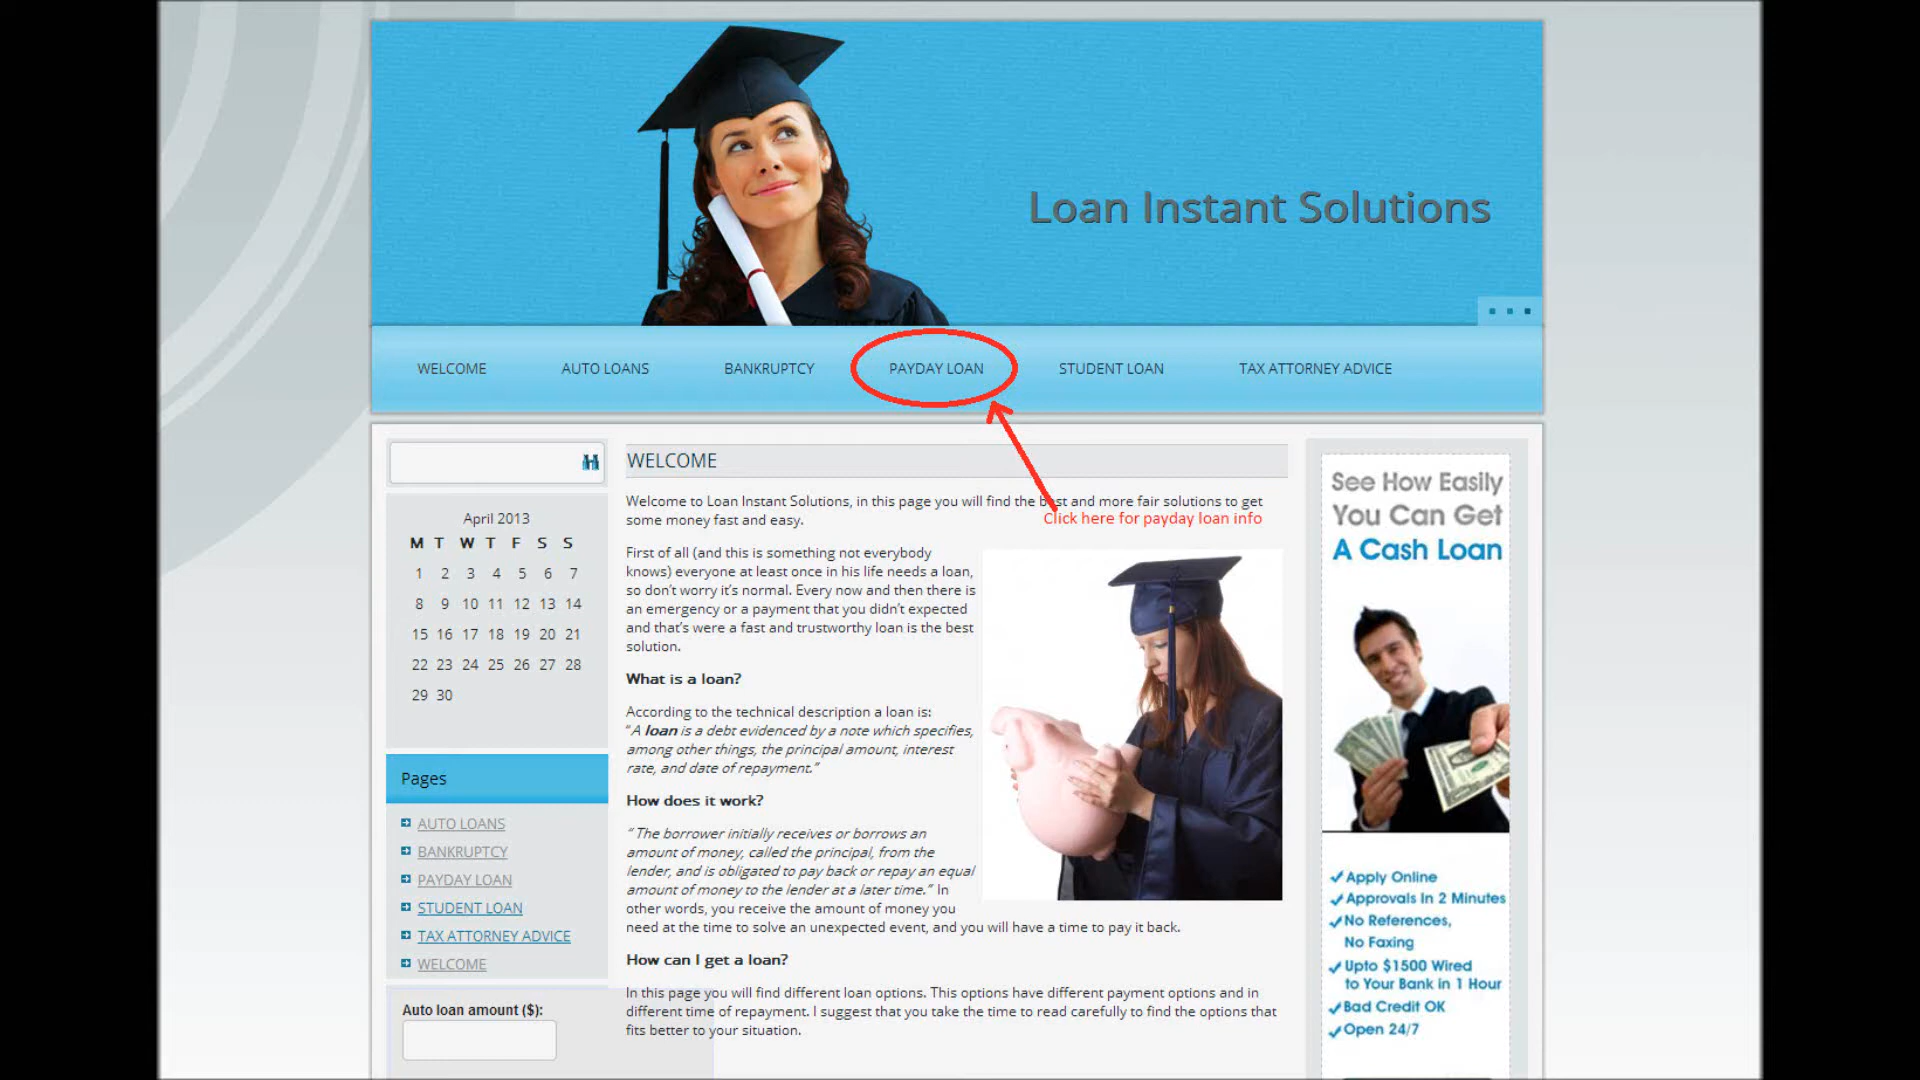 Loan Instant Solutions
WELCOME
AUTO LOANS
BANKRUPTCY
PAYDAY LOAN
STUDENT LOAN
TAX ATTORNEY ADVICE
April 2013
M T W T F S S
1 2 3 4 5 6 7
8 9 10 11 12 13 14
15 16 17 18 19 20 21
22 23 24 25 26 27 28
29 30
Pages
AUTO LOANS
BANKRUPTCY
PAYDAY LOAN
STUDENT LOAN
TAX ATTORNEY ADVICE
WELCOME
Auto loan amount ($):
WELCOME
Welcome to Loan Instant Solutions, in this page you will find the best and more fair solutions to get
some money fast and easy.
Click here for payday loan info
First of all (and this is something not everybody
knows) everyone at least once in his life needs a loan,
so don't worry it's normal. Every now and then there is
an emergency or a payment that you didn't expected
and that's were a fast and trustworthy loan is the best
solution.
What is a loan?
According to the technical description a loan is:
“A loan is a debt evidenced by a note which specifies,
among other things, the principal amount, interest
rate, and date of repayment.”
How does it work?
“ The borrower initially receives or borrows an
amount of money, called the principal, from the
lender, and is obligated to pay back or repay an equal
amount of money to the lender at a later time.” In
other words, you receive the amount of money you
need at the time to solve an unexpected event, and you will have a time to pay it back.
How can I get a loan?
In this page you will find different loan options. This options have different payment options and in
different time of repayment. I suggest that you take the time to read carefully to find the options that
fits better to your situation.
See How Easily
You Can Get
A Cash Loan
Apply Online
Approvals In 2 Minutes
No References,
No Faxing
Upto $1500 Wired
to Your Bank in 1 Hour
Bad Credit OK
Open 24/7